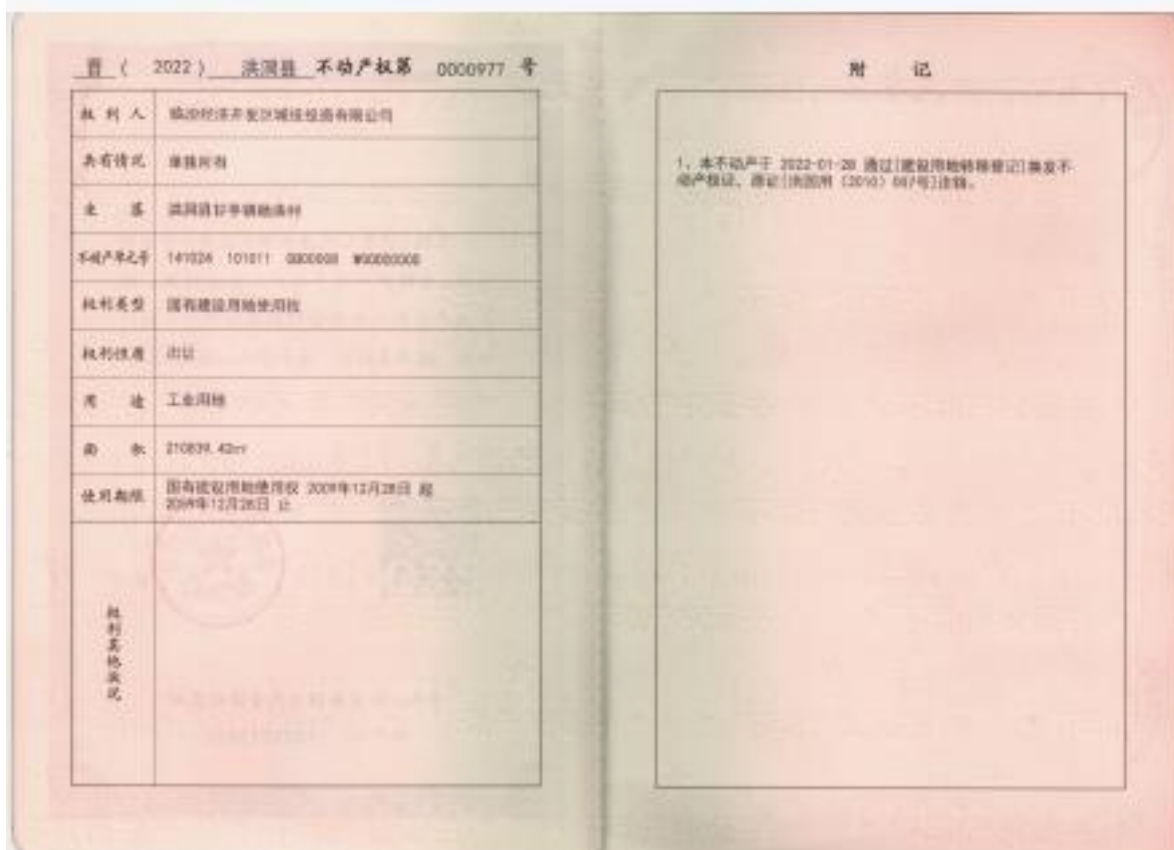 晋 ( 2022 ) 洪洞县 不动产权第 0000977 号
权利人 临汾经济开发区城技投资有限公司
共有情况 单独所有
坐落 洪洞县甘亭镇
不动产单元号 141024 101011 W00000000
权利类型 国有建设用地使用权
权利性质 出让
用途 工业用地
面积 210839.42㎡
使用期限 国有建设用地使用权 2009年12月28日 起
2059年12月28日 止
权利其他状况
附 记
1、本不动产于 2022-01-28 通过[建设用地转移登记]换发不
动产权证，原证[洪国用（2010）007号]注销。